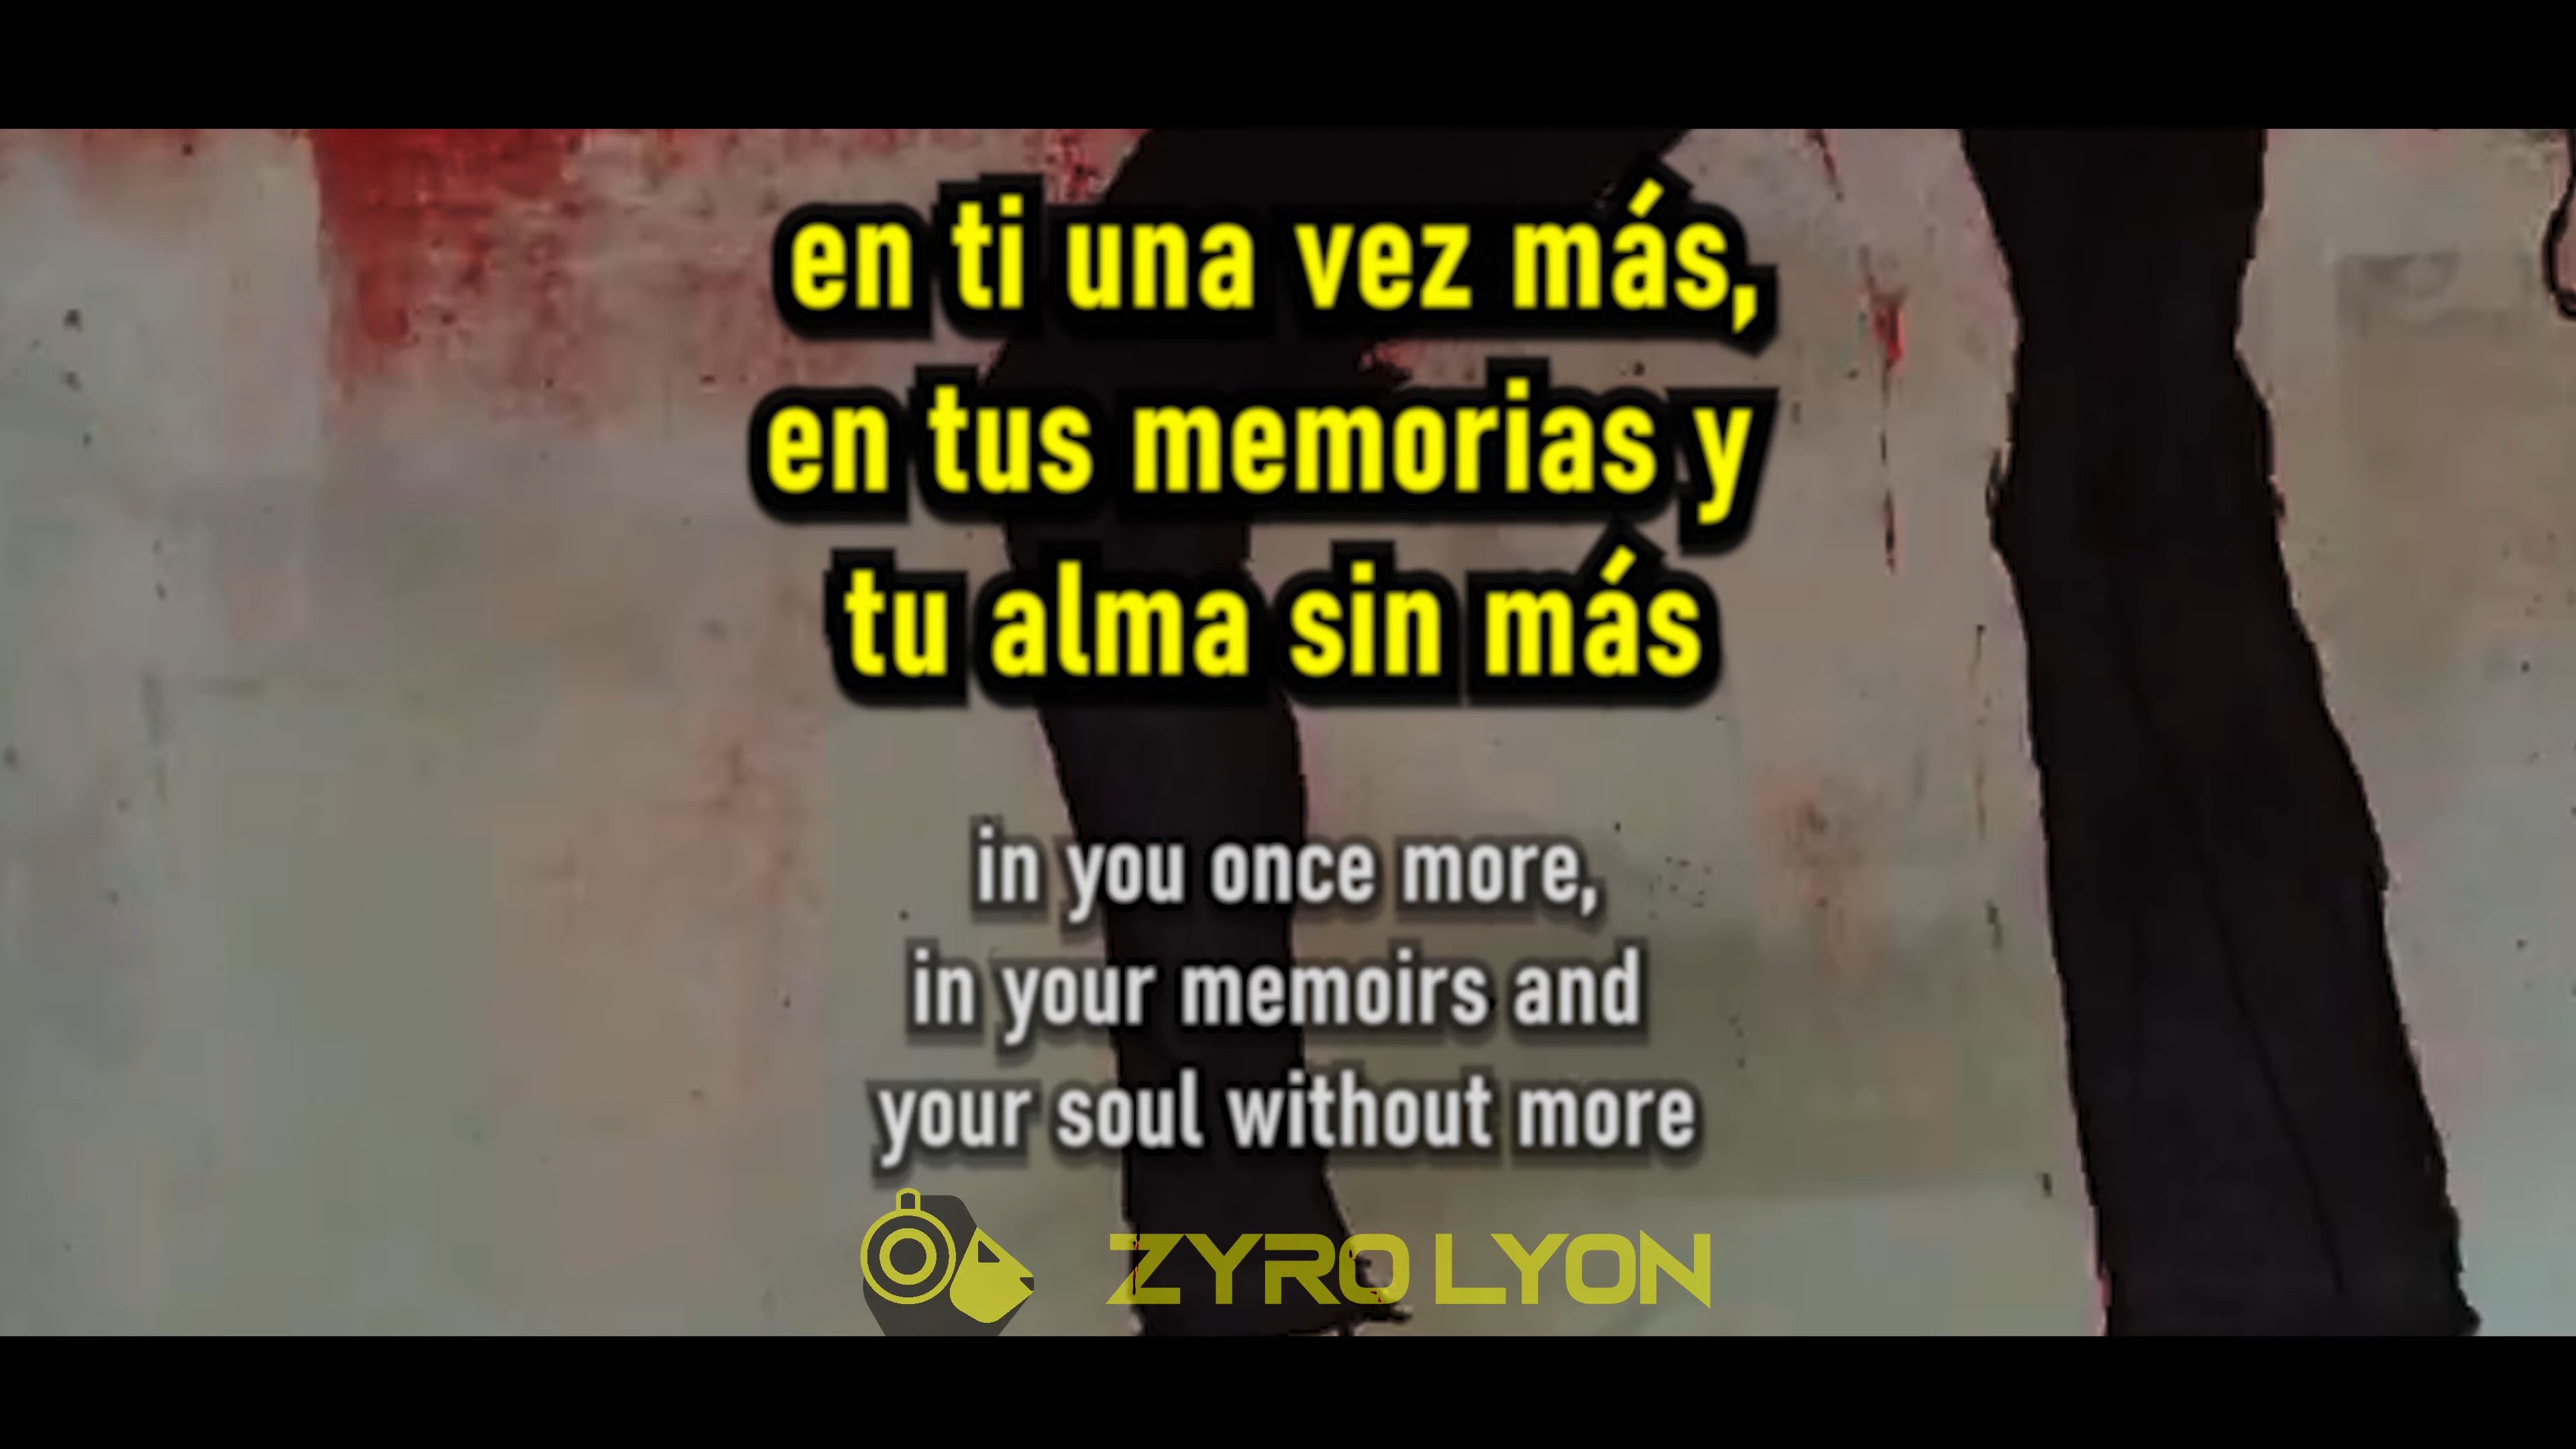 en ti una vez más,
en tus memorias y
tu alma sin más
in you once more,
in your memoirs and
your soul without more
ZYRO LYON